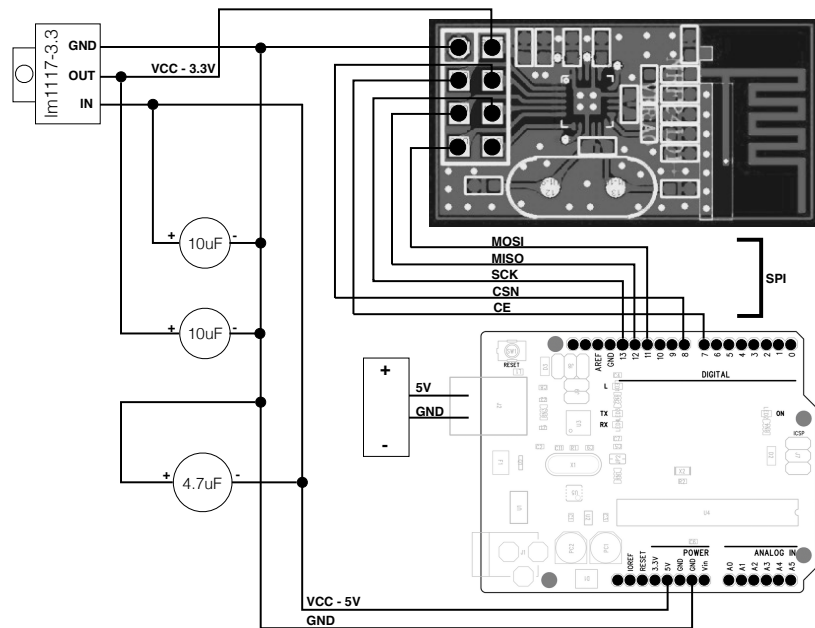 lm1117-3.3
GND
OUT
IN
VCC - 3.3V
+ 10uF -
+ 10uF -
+ 4.7uF -
MOSI
MISO
SCK
CSN
CE
SPI
+
5V
GND
-
RESET
AREF
GND
13
12
11
10
9
8
7
6
5
4
3
2
1
0
DIGITAL
L
TX
RX
ON
ICSP
POWER
ANALOG IN
IOREF
RESET
3.3V
5V
GND
GND
Vin
A0
A1
A2
A3
A4
A5
VCC - 5V
GND